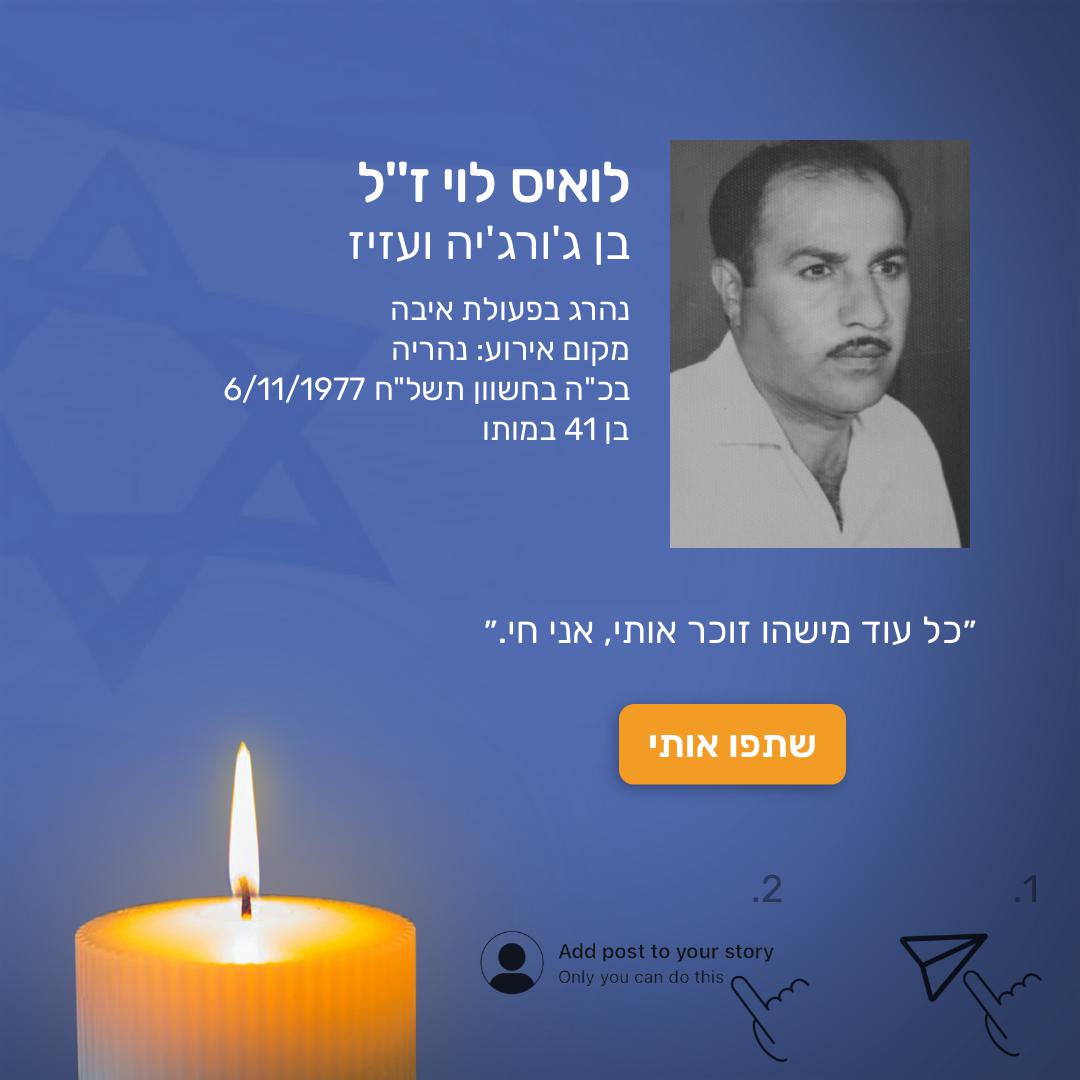 לואיס לוי ז"ל
בן ג'ורג'יה ועזיז
נהרג בפעולת איבה
מקום אירוע: נהריה
בכ"ה בחשוון תשל"ח 6/11/1977
בן 41 במותו
״כל עוד מישהו זוכר אותי, אני חי.״
שתפו אותי
.1
.2
Add post to your story
Only you can do this